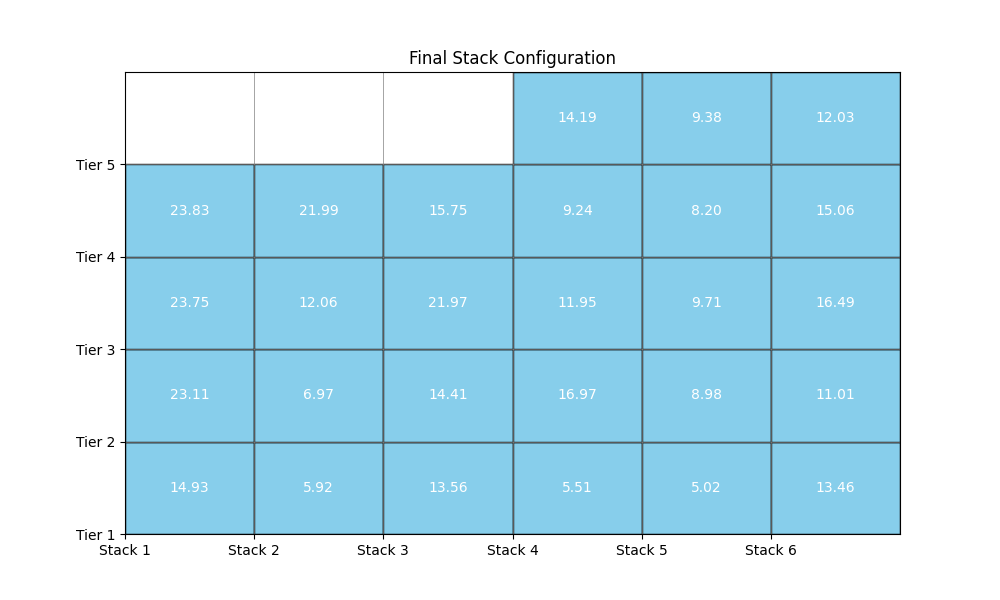 Final Stack Configuration
14.19 9.38 12.03
Tier 5
23.83 21.99 15.75 9.24 8.20 15.06
Tier 4
23.75 12.06 21.97 11.95 9.71 16.49
Tier 3
23.11 6.97 14.41 16.97 8.98 11.01
Tier 2
14.93 5.92 13.56 5.51 5.02 13.46
Tier 1
Stack 1 Stack 2 Stack 3 Stack 4 Stack 5 Stack 6